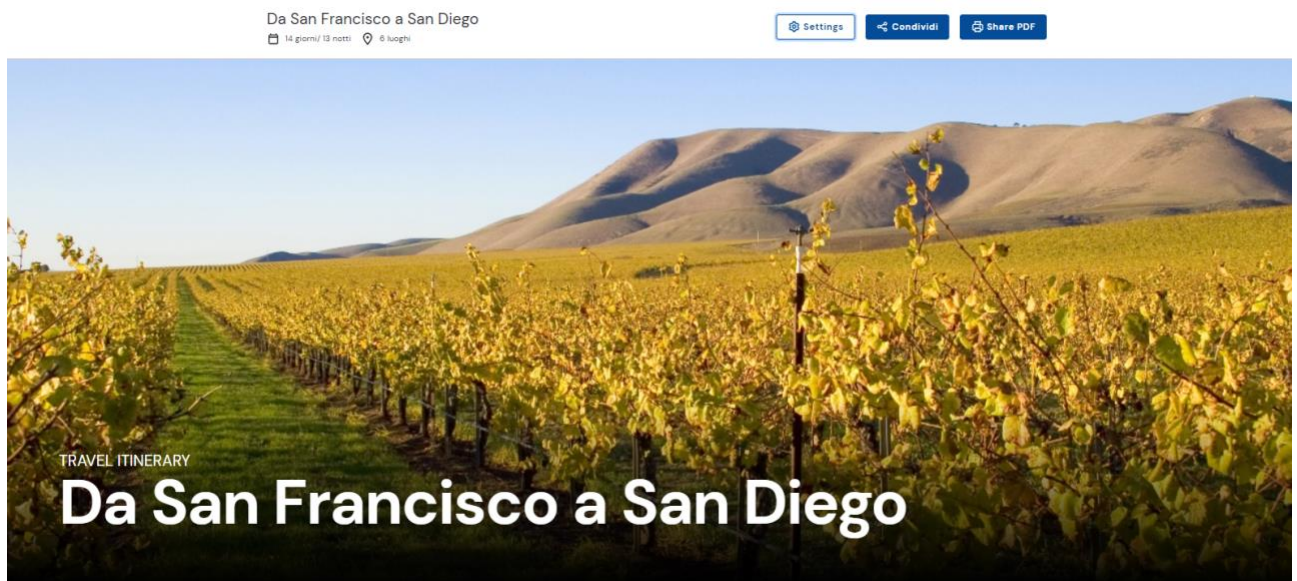 Da San Francisco a San Diego
14 giorni/ 13 notti 6 luoghi
Settings
Condividi
Share PDF
TRAVEL ITINERARY
Da San Francisco a San Diego